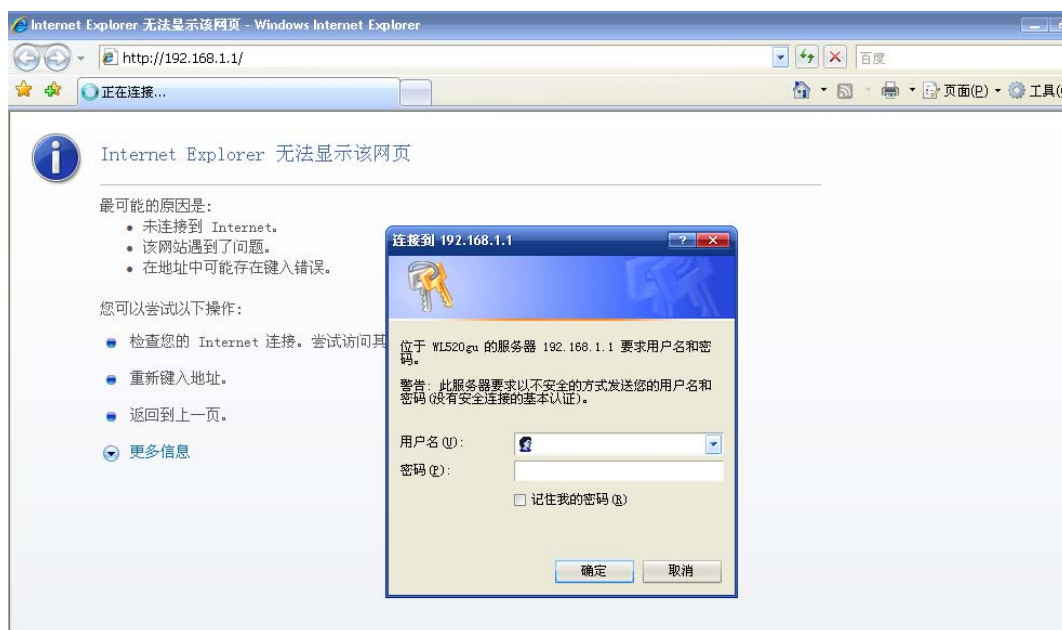 Internet Explorer 无法显示该网页 - Windows Internet Explorer
http://192.168.1.1/
百度
正在连接...
页面(P)
工具(
Internet Explorer 无法显示该网页
最可能的原因是:
未连接到 Internet。
该网站遇到了问题。
在地址中可能存在键入错误。
您可以尝试以下操作:
检查您的 Internet 连接。尝试访问其
重新键入地址。
返回到上一页。
更多信息
连接到 192.168.1.1
位于 WL520gu 的服务器 192.168.1.1 要求用户名和密
码。
警告: 此服务器要求以不安全的方式发送您的用户名和
密码(没有安全连接的基本认证)。
用户名(U):
密码(P):
记住我的密码(R)
确定
取消